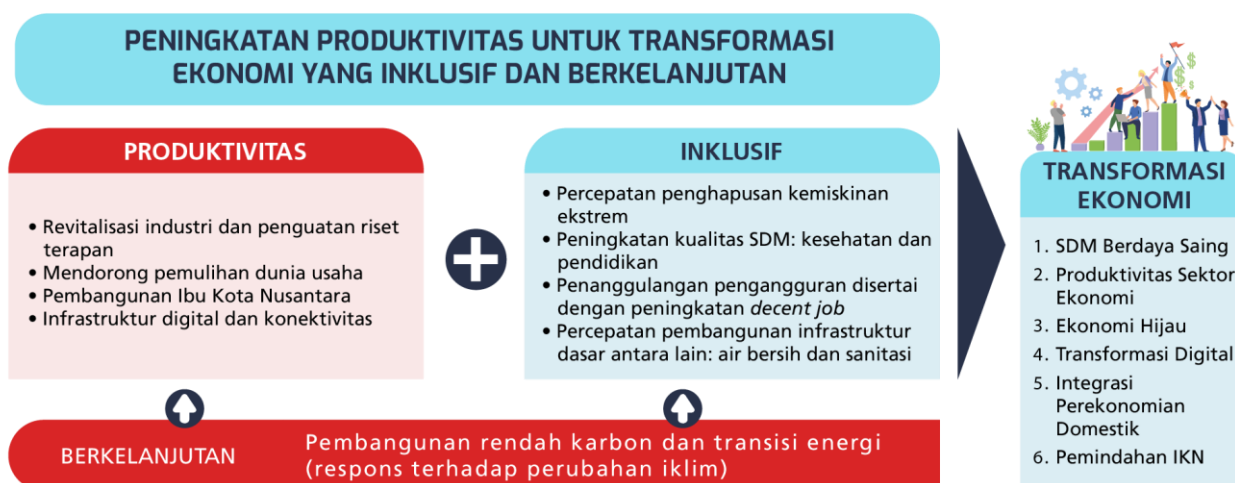 PENINGKATAN PRODUKTIVITAS UNTUK TRANSFORMASI
EKONOMI YANG INKLUSIF DAN BERKELANJUTAN
PRODUKTIVITAS
• Revitalisasi industri dan penguatan riset
terapan
• Mendorong pemulihan dunia usaha
• Pembangunan Ibu Kota Nusantara
• Infrastruktur digital dan konektivitas
INKLUSIF
• Percepatan penghapusan kemiskinan
ekstrem
• Peningkatan kualitas SDM: kesehatan dan
pendidikan
• Penanggulangan pengangguran disertai
dengan peningkatan decent job
• Percepatan pembangunan infrastruktur
dasar antara lain: air bersih dan sanitasi
BERKELANJUTAN
Pembangunan rendah karbon dan transisi energi
(respons terhadap perubahan iklim)
TRANSFORMASI
EKONOMI
1. SDM Berdaya Saing
2. Produktivitas Sektor
Ekonomi
3. Ekonomi Hijau
4. Transformasi Digital
5. Integrasi
Perekonomian
Domestik
6. Pemindahan IKN